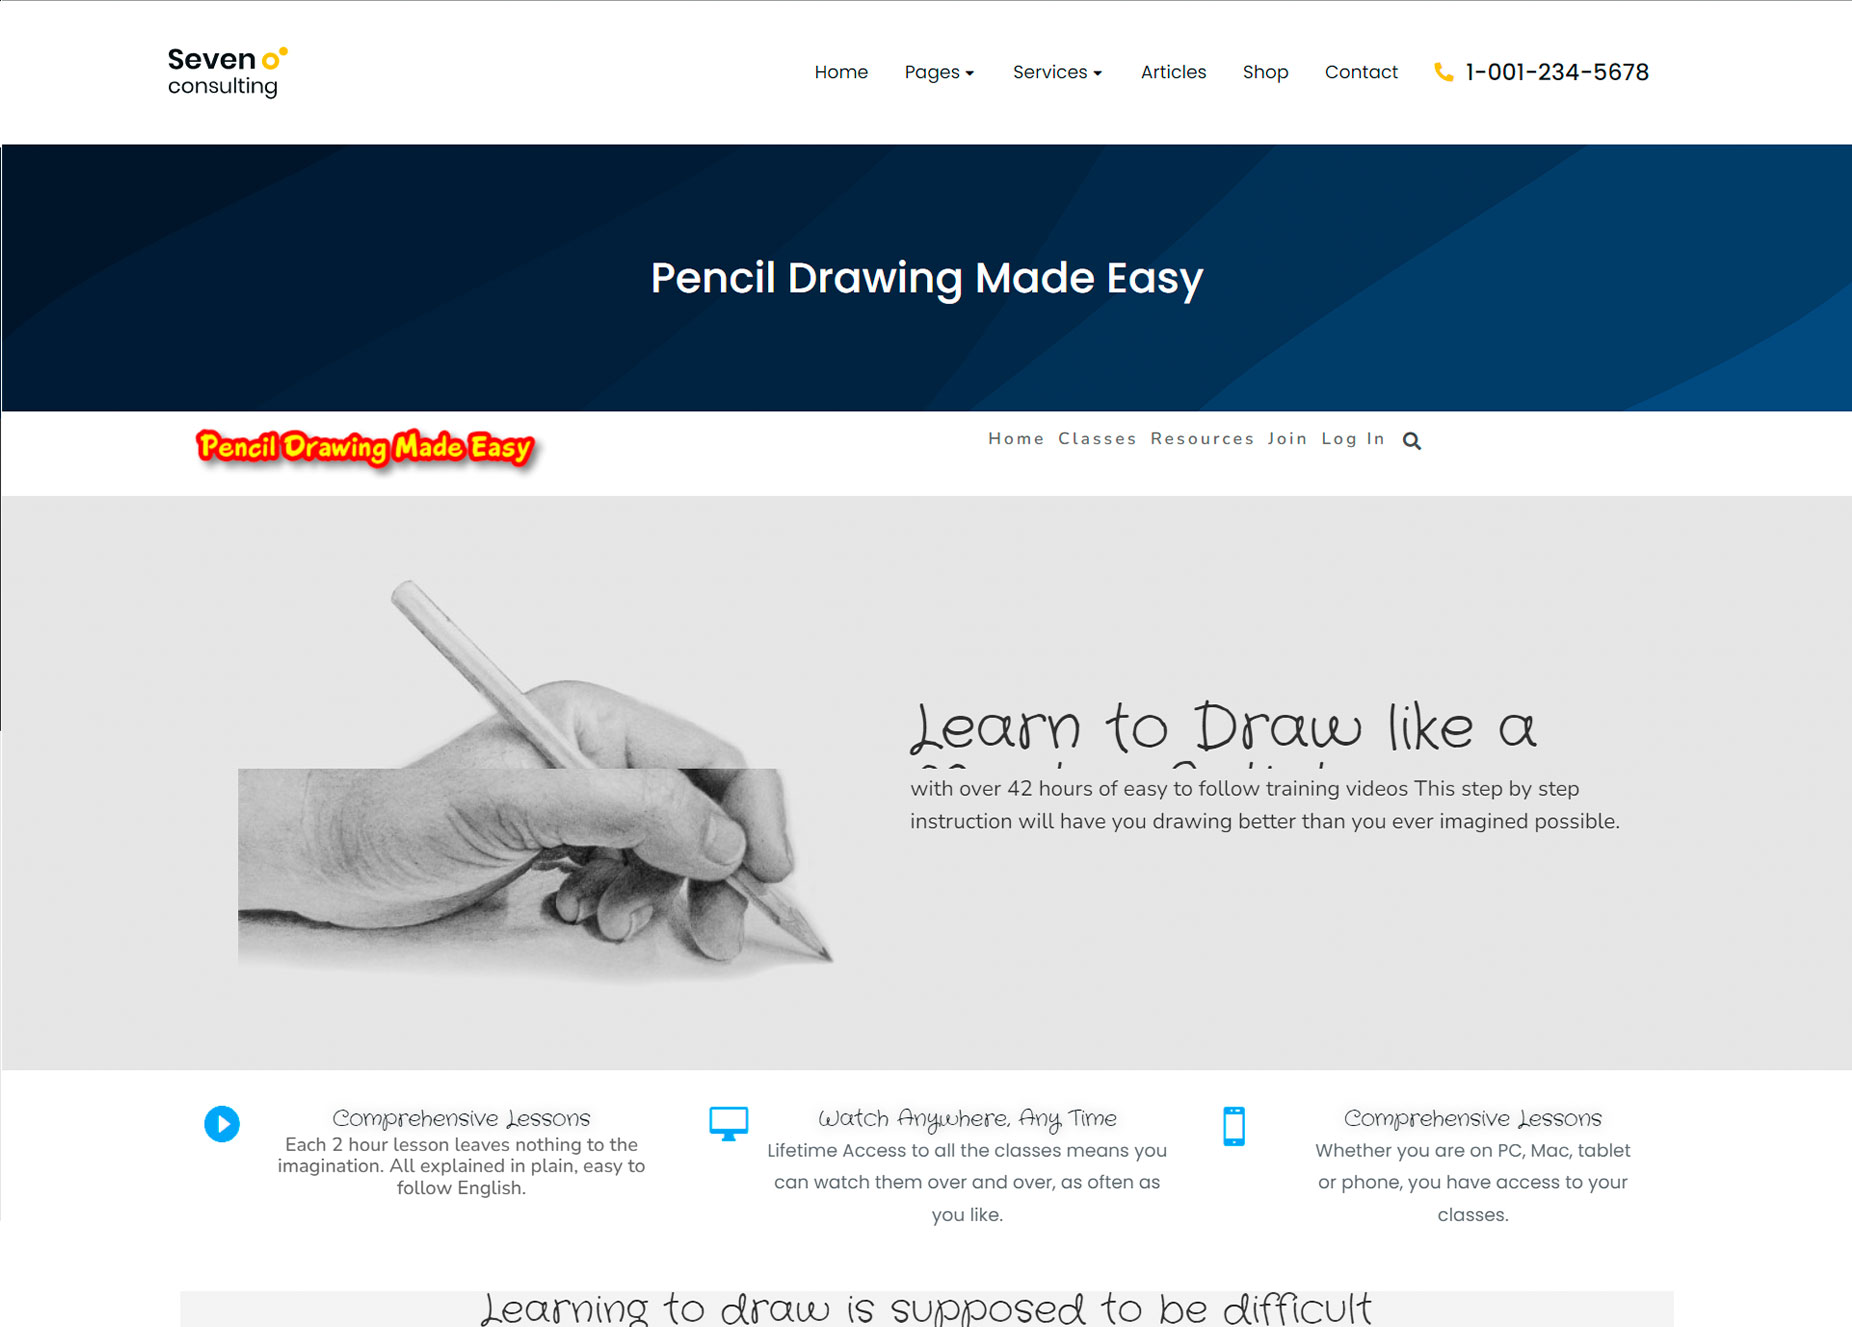 Seven
consulting
Home Pages Services Articles Shop Contact 1-001-234-5678
Pencil Drawing Made Easy
Pencil Drawing Made Easy
Home Classes Resources Join Log In
Learn to Draw like a
with over 42 hours of easy to follow training videos This step by step
instruction will have you drawing better than you ever imagined possible.
Comprehensive Lessons
Each 2 hour lesson leaves nothing to the
imagination. All explained in plain, easy to
follow English.
Watch Anywhere, Any Time
Lifetime Access to all the classes means you
can watch them over and over, as often as
you like.
Comprehensive Lessons
Whether you are on PC, Mac, tablet
or phone, you have access to your
classes.
Learning to draw is supposed to be difficult